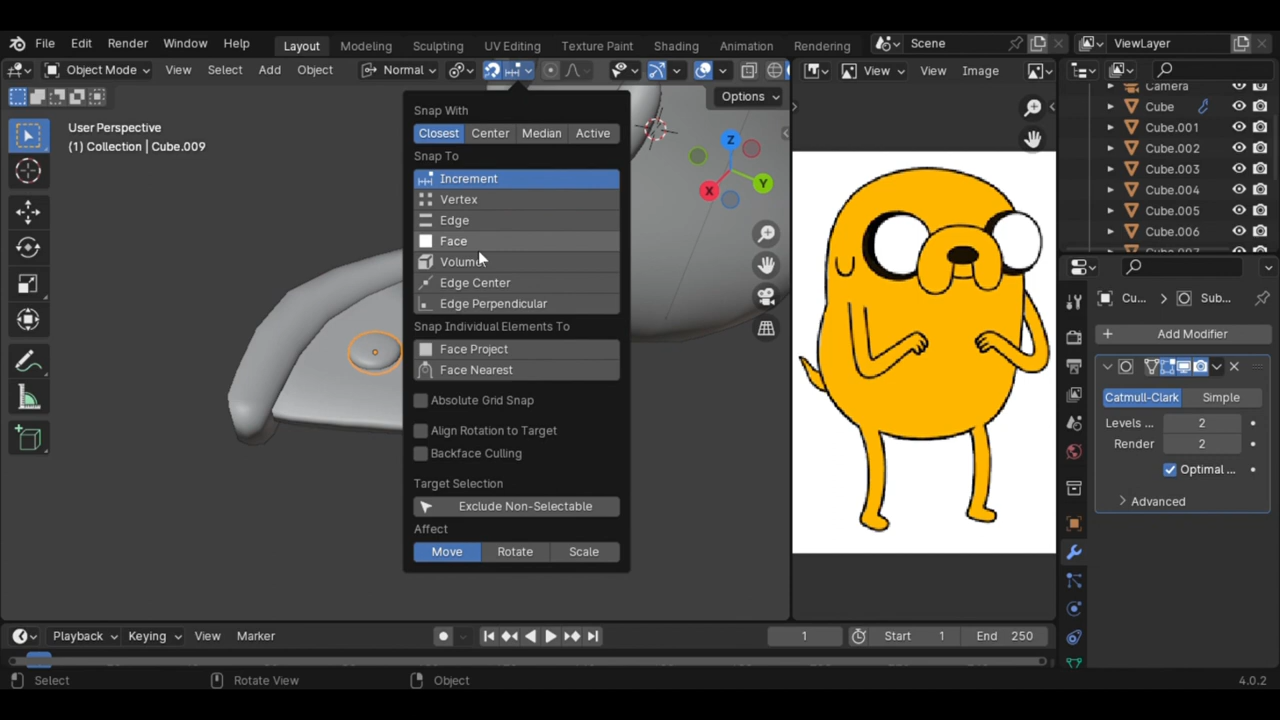 File Edit Render Window Help Layout Modeling Sculpting UV Editing Texture Paint Shading Animation Rendering Scene ViewLayer
Object Mode View Select Add Object Normal View View Image
Options
User Perspective
(1) Collection | Cube.009
Snap With
Closest Center Median Active
Snap To
Increment
Vertex
Edge
Face
Volume
Edge Center
Edge Perpendicular
Snap Individual Elements To
Face Project
Face Nearest
Absolute Grid Snap
Align Rotation to Target
Backface Culling
Target Selection
Exclude Non-Selectable
Affect
Move Rotate Scale
Z
Y
X
Camera
Cube
Cube.001
Cube.002
Cube.003
Cube.004
Cube.005
Cube.006
Cu... Sub...
Add Modifier
Catmull-Clark Simple
Levels ... 2
Render 2
Optimal ...
Advanced
Playback Keying View Marker 1 Start 1 End 250
Select Rotate View Object 4.0.2